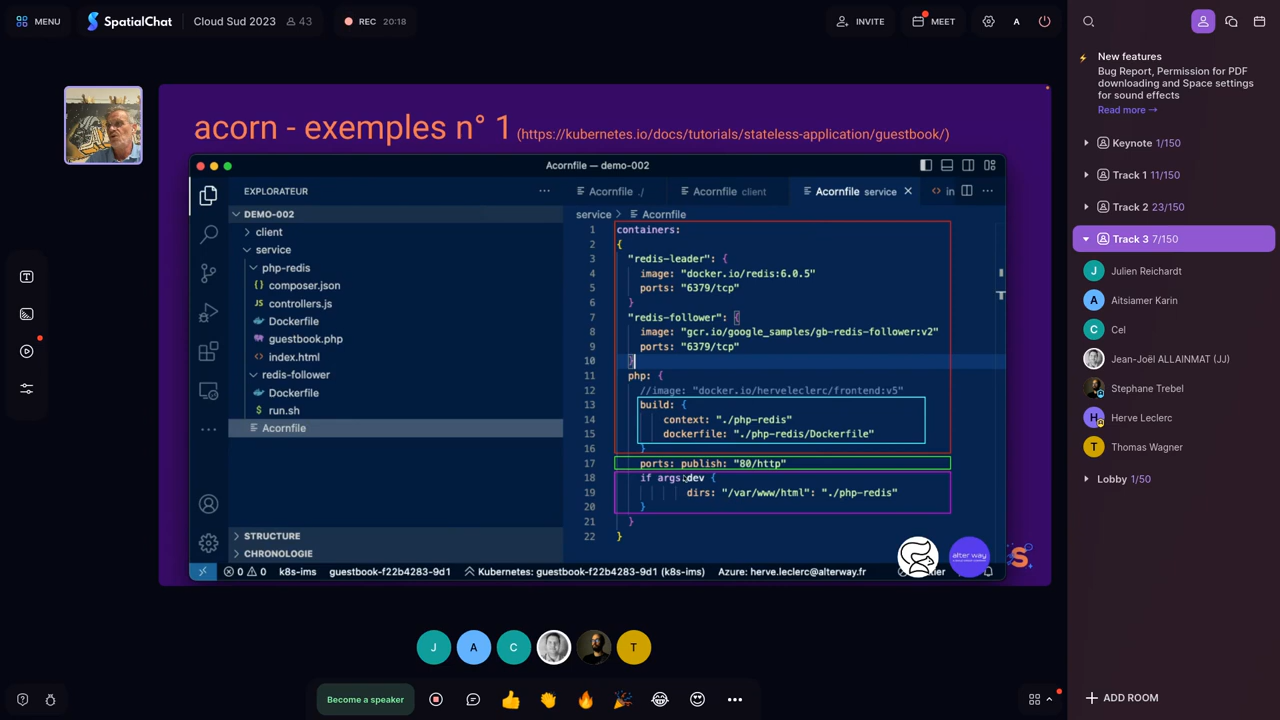 MENU
SpatialChat
Cloud Sud 2023
43
REC 20:18
INVITE
MEET
A
acorn - exemples n° 1 (https://kubernetes.io/docs/tutorials/stateless-application/guestbook/)
Acornfile — demo-002
EXPLORATEUR
DEMO-002
client
service
php-redis
composer.json
controllers.js
Dockerfile
guestbook.php
index.html
redis-follower
Dockerfile
run.sh
Acornfile
STRUCTURE
CHRONOLOGIE
Acornfile ./
Acornfile client
Acornfile service
in
service > Acornfile
1 containers:
2 {
3 "redis-leader": {
4 image: "docker.io/redis:6.0.5"
5 ports: "6379/tcp"
6 }
7 "redis-follower": {
8 image: "gcr.io/google_samples/gb-redis-follower:v2"
9 ports: "6379/tcp"
10 }
11 php: {
12 //image: "docker.io/herveleclerc/frontend:v5"
13 build: {
14 context: "./php-redis"
15 dockerfile: "./php-redis/Dockerfile"
16 }
17 ports: publish: "80/http"
18 if args.dev {
19 dirs: "/var/www/html": "./php-redis"
20 }
21 }
22 }
0 0 k8s-ims guestbook-f22b4283-9d1 Kubernetes: guestbook-f22b4283-9d1 (k8s-ims) Azure: herve.leclerc@alterway.fr
alter way
J
A
C
T
Become a speaker
New features
Bug Report, Permission for PDF
downloading and Space settings
for sound effects
Read more →
Keynote 1/150
Track 1 11/150
Track 2 23/150
Track 3 7/150
J Julien Reichardt
A Aitsiamer Karin
C Cel
Jean-Joël ALLAINMAT (JJ)
Stephane Trebel
H Herve Leclerc
T Thomas Wagner
Lobby 1/50
ADD ROOM